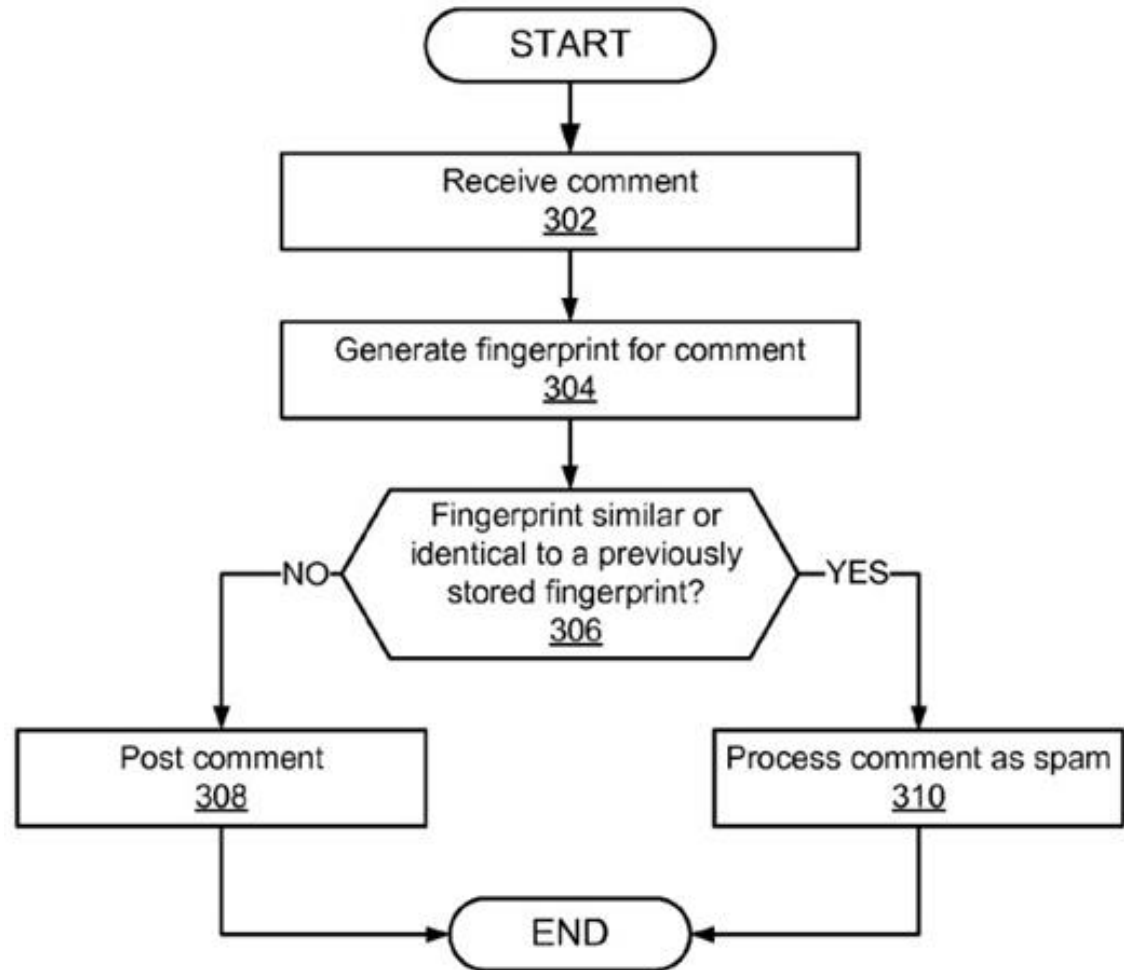 START
Receive comment
302
Generate fingerprint for comment
304
Fingerprint similar or
identical to a previously
stored fingerprint?
306
NO
YES
Post comment
308
Process comment as spam
310
END